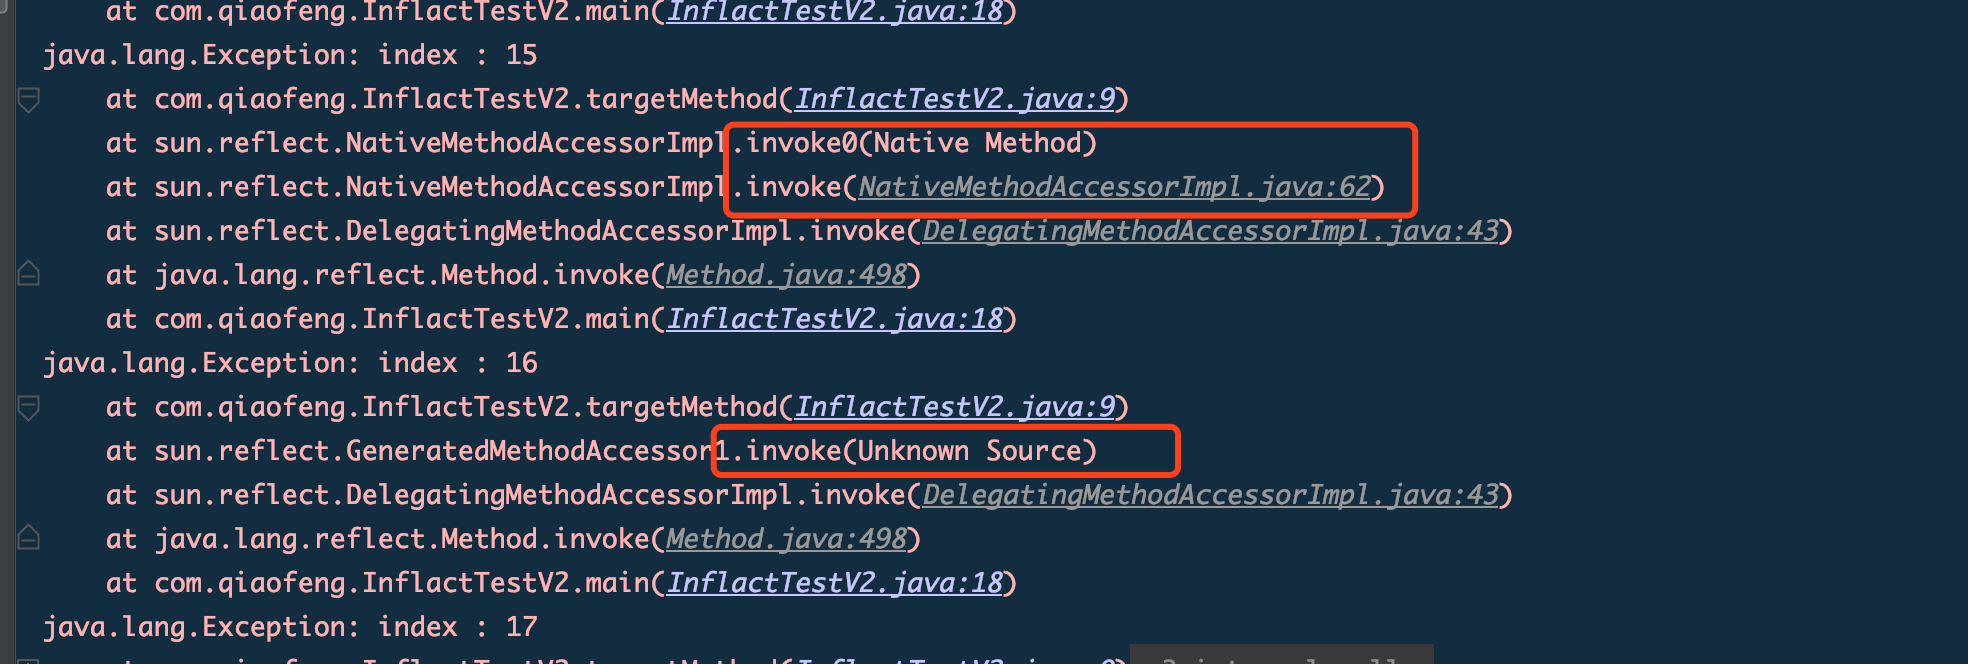 at com.qiaofeng.InflactTestV2.main(InflactTestV2.java:18)
java.lang.Exception: index : 15
at com.qiaofeng.InflactTestV2.targetMethod(InflactTestV2.java:9)
at sun.reflect.NativeMethodAccessorImpl.invoke0(Native Method)
at sun.reflect.NativeMethodAccessorImpl.invoke(NativeMethodAccessorImpl.java:62)
at sun.reflect.DelegatingMethodAccessorImpl.invoke(DelegatingMethodAccessorImpl.java:43)
at java.lang.reflect.Method.invoke(Method.java:498)
at com.qiaofeng.InflactTestV2.main(InflactTestV2.java:18)
java.lang.Exception: index : 16
at com.qiaofeng.InflactTestV2.targetMethod(InflactTestV2.java:9)
at sun.reflect.GeneratedMethodAccessor1.invoke(Unknown Source)
at sun.reflect.DelegatingMethodAccessorImpl.invoke(DelegatingMethodAccessorImpl.java:43)
at java.lang.reflect.Method.invoke(Method.java:498)
at com.qiaofeng.InflactTestV2.main(InflactTestV2.java:18)
java.lang.Exception: index : 17